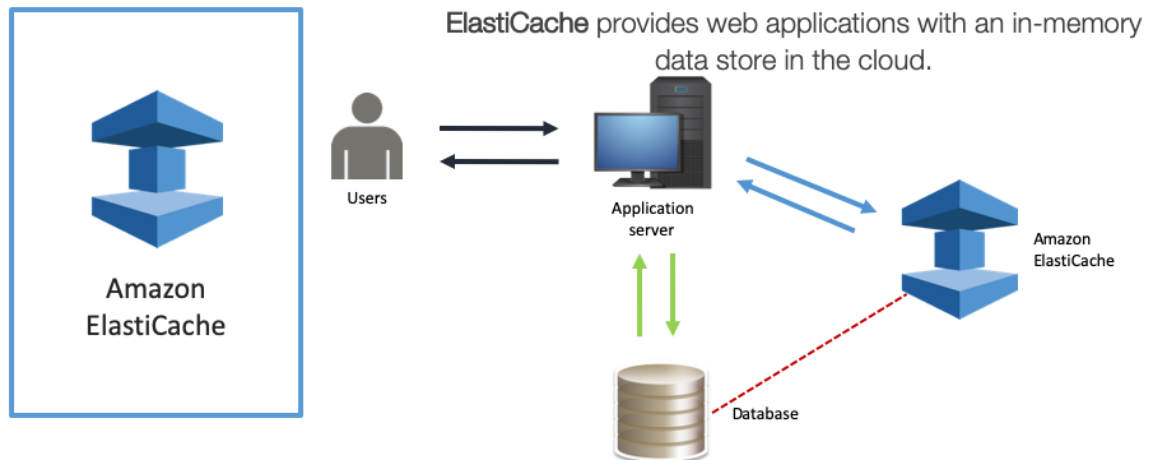 ElastiCache provides web applications with an in-memory
data store in the cloud.
Amazon
ElastiCache
Users
Application
server
Amazon
ElastiCache
Database